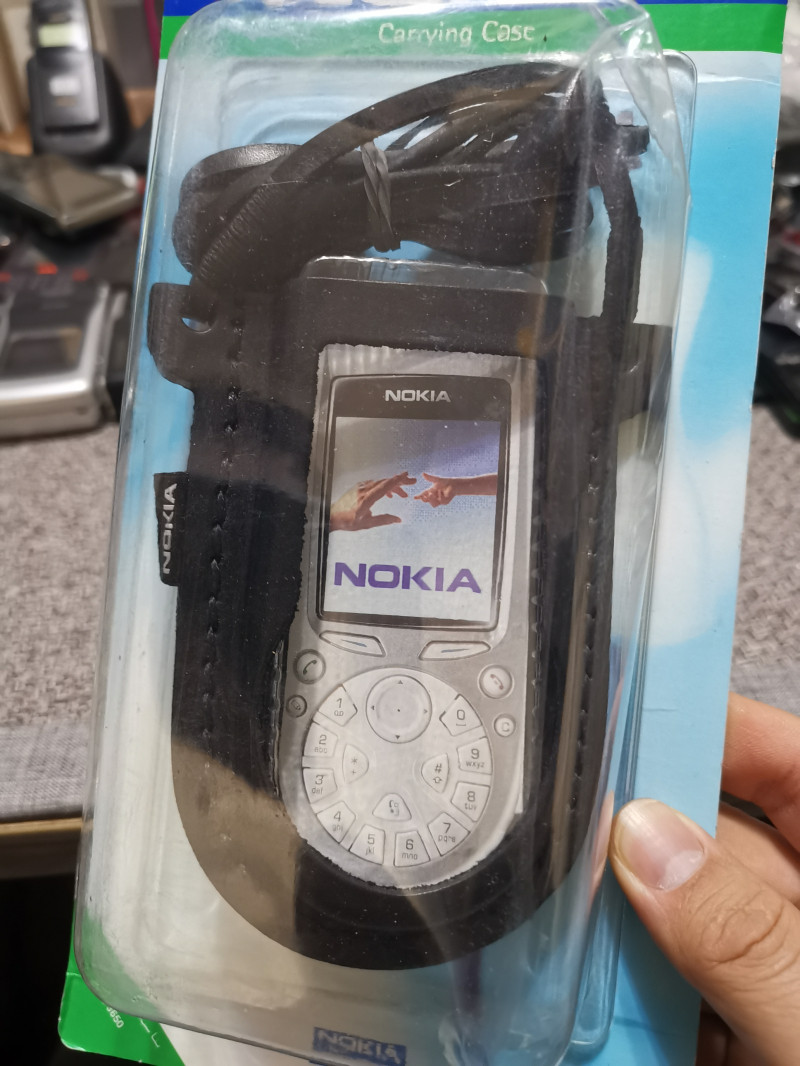 Carrying Case
NOKIA
NOKIA
NOKIA
1
2
abc
3
def
4
ghi
5
jkl
6
mno
7
pqrs
8
tuv
9
wxyz
0
*
+
#
C
NOKIA
3650